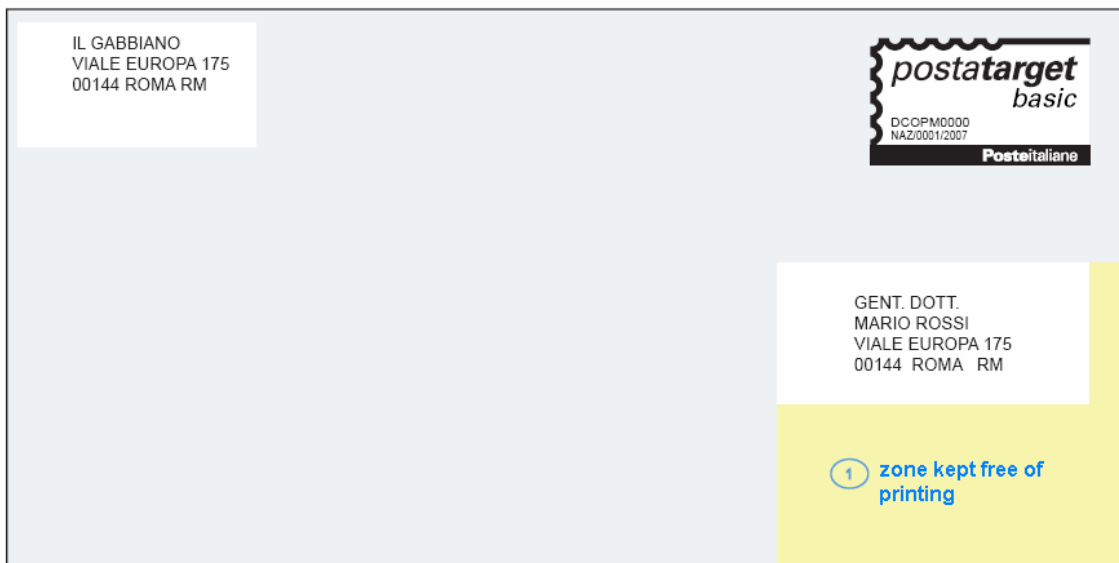 IL GABBIANO
VIALE EUROPA 175
00144 ROMA RM
postatarget
basic
DCOPM0000
NAZ/0001/2007
Posteitaliane
GENT. DOTT.
MARIO ROSSI
VIALE EUROPA 175
00144 ROMA RM
1 zone kept free of
printing